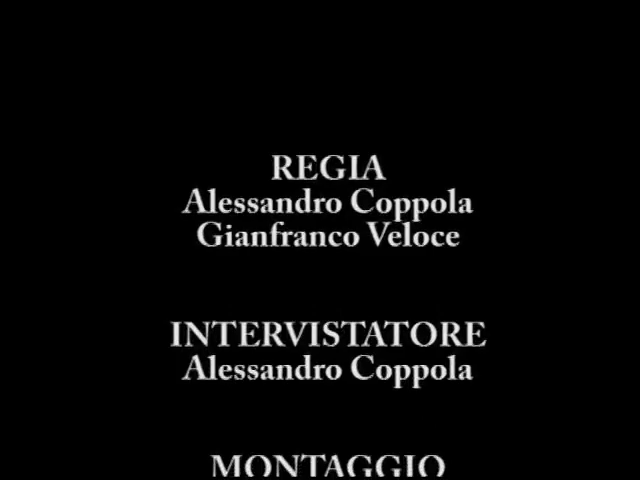 REGIA
Alessandro Coppola
Gianfranco Veloce
INTERVISTATORE
Alessandro Coppola
MONTAGGIO